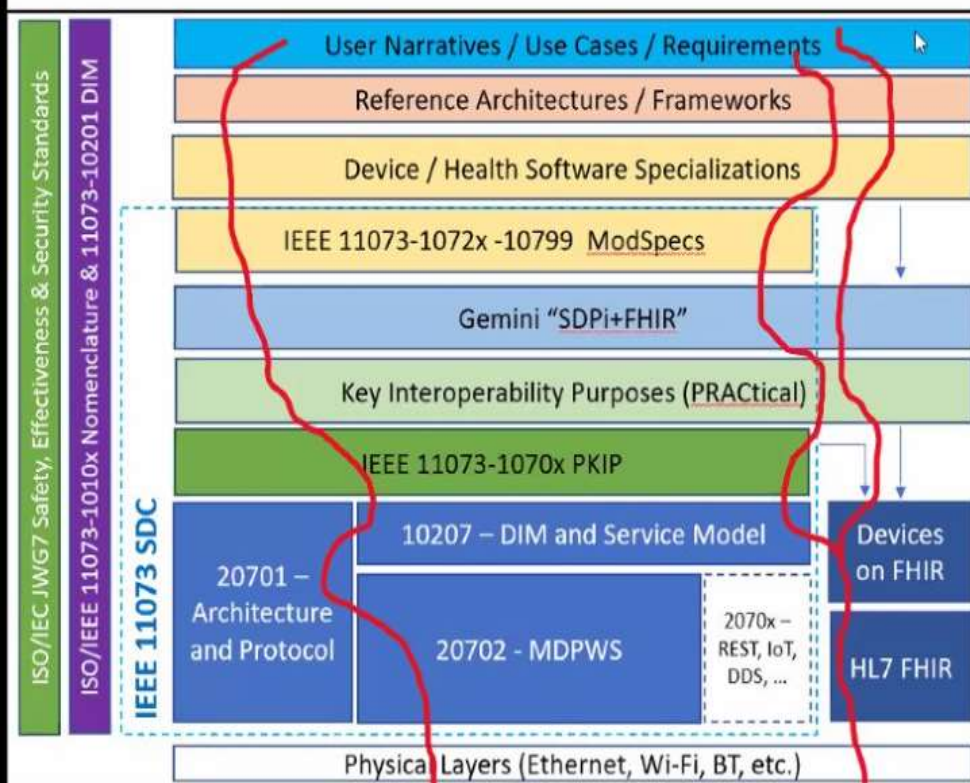 ISO/IEC JWG7 Safety, Effectiveness & Security Standards
ISO/IEEE 11073-1010x Nomenclature & 11073-10201 DIM
User Narratives / Use Cases / Requirements
Reference Architectures / Frameworks
Device / Health Software Specializations
IEEE 11073 SDC
IEEE 11073-1072x -10799 ModSpecs
Gemini “SDPi+FHIR”
Key Interoperability Purposes (PRACtical)
IEEE 11073-1070x PKIP
20701 –
Architecture
and Protocol
10207 – DIM and Service Model
20702 - MDPWS
2070x –
REST, IoT,
DDS, ...
Devices
on FHIR
HL7 FHIR
Physical Layers (Ethernet, Wi-Fi, BT, etc.)